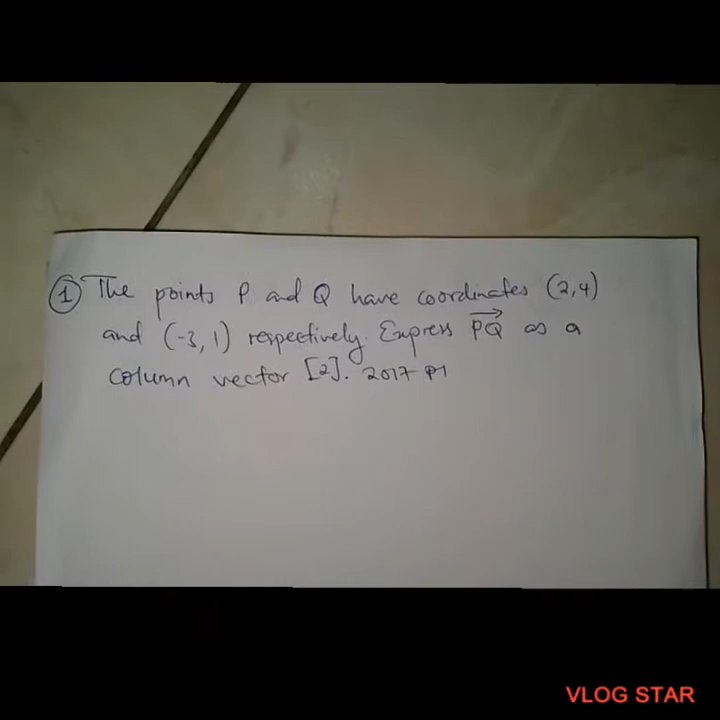 ① The points P and Q have coordinates (2,4)
and (-3,1) respectively. Express PQ as a
column vector [2]. 2017 P1
VLOG STAR